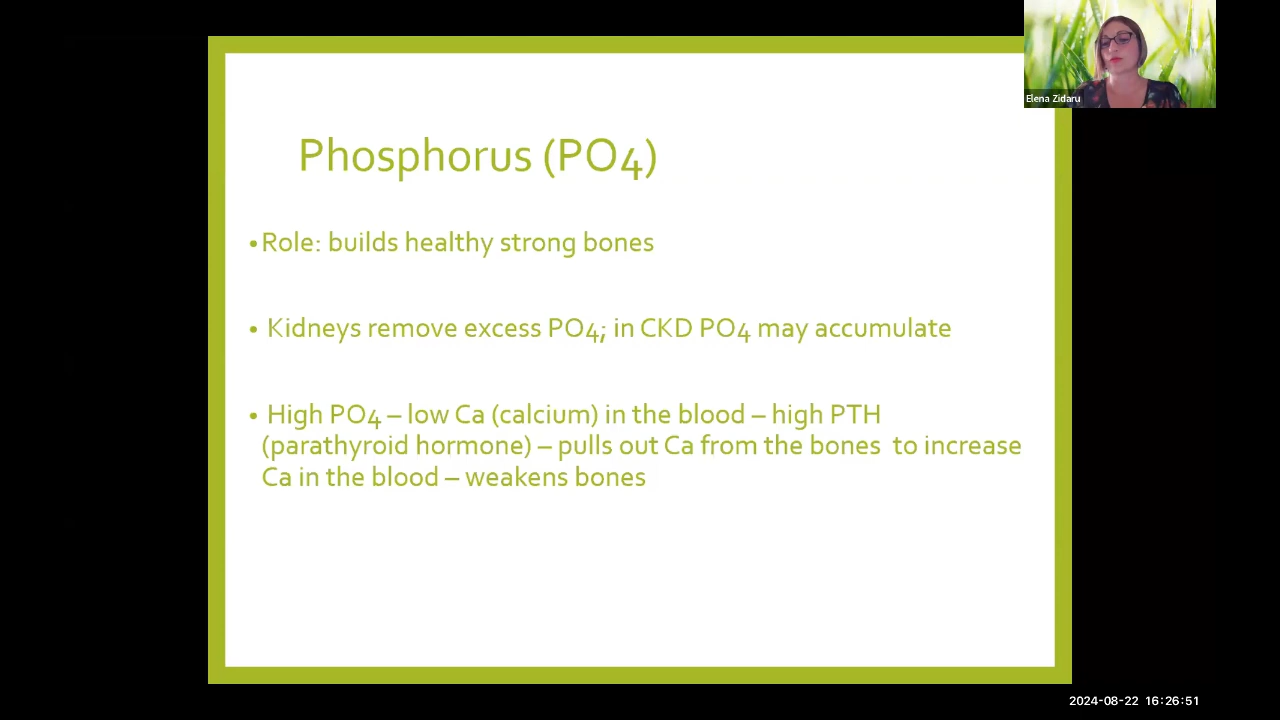 Elena Zidaru
Phosphorus (PO4)
•Role: builds healthy strong bones
• Kidneys remove excess PO4; in CKD PO4 may accumulate
• High PO4 – low Ca (calcium) in the blood – high PTH
(parathyroid hormone) – pulls out Ca from the bones  to increase
Ca in the blood – weakens bones
2024-08-22 16:26:51